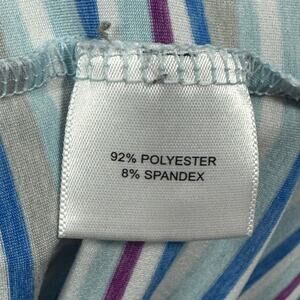 92% POLYESTER
8% SPANDEX